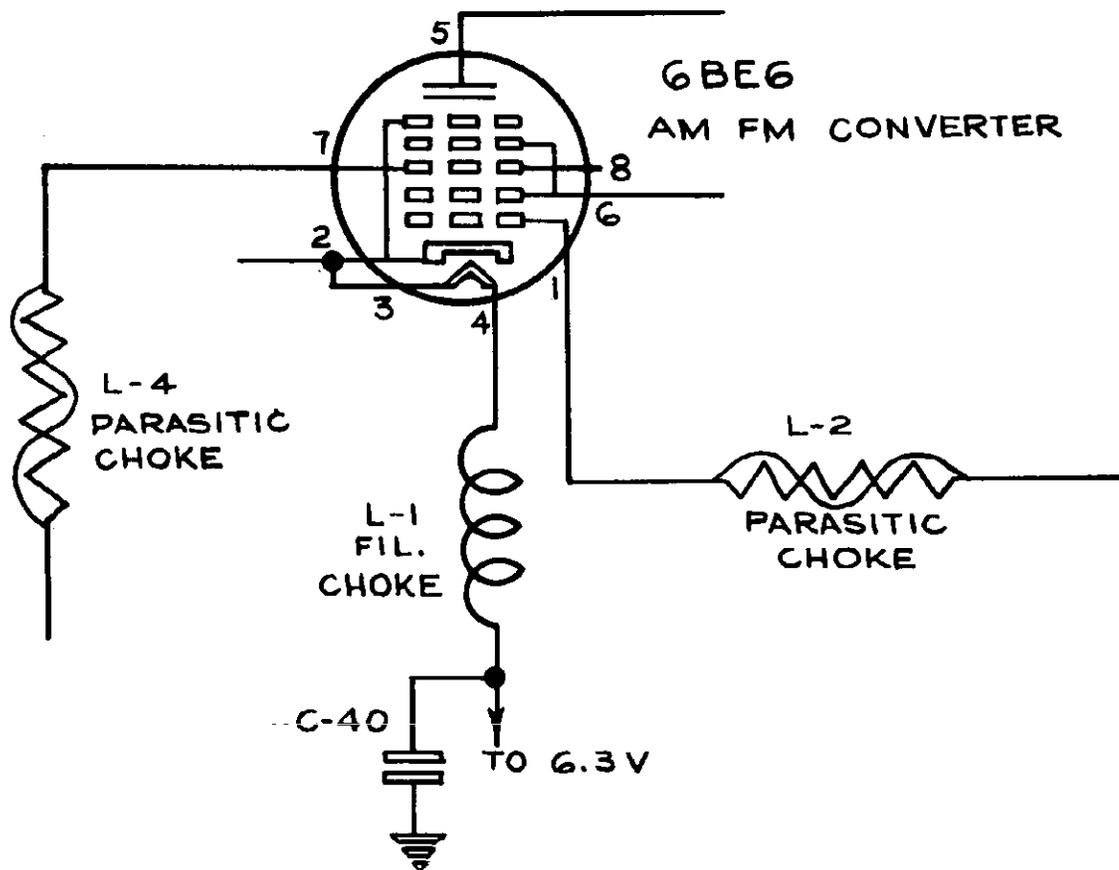 5
6BE6
AM FM CONVERTER
7
8
6
2
3
4
1
L-4
PARASITIC
CHOKE
L-2
PARASITIC
CHOKE
L-1
FIL.
CHOKE
C-40
TO 6.3V